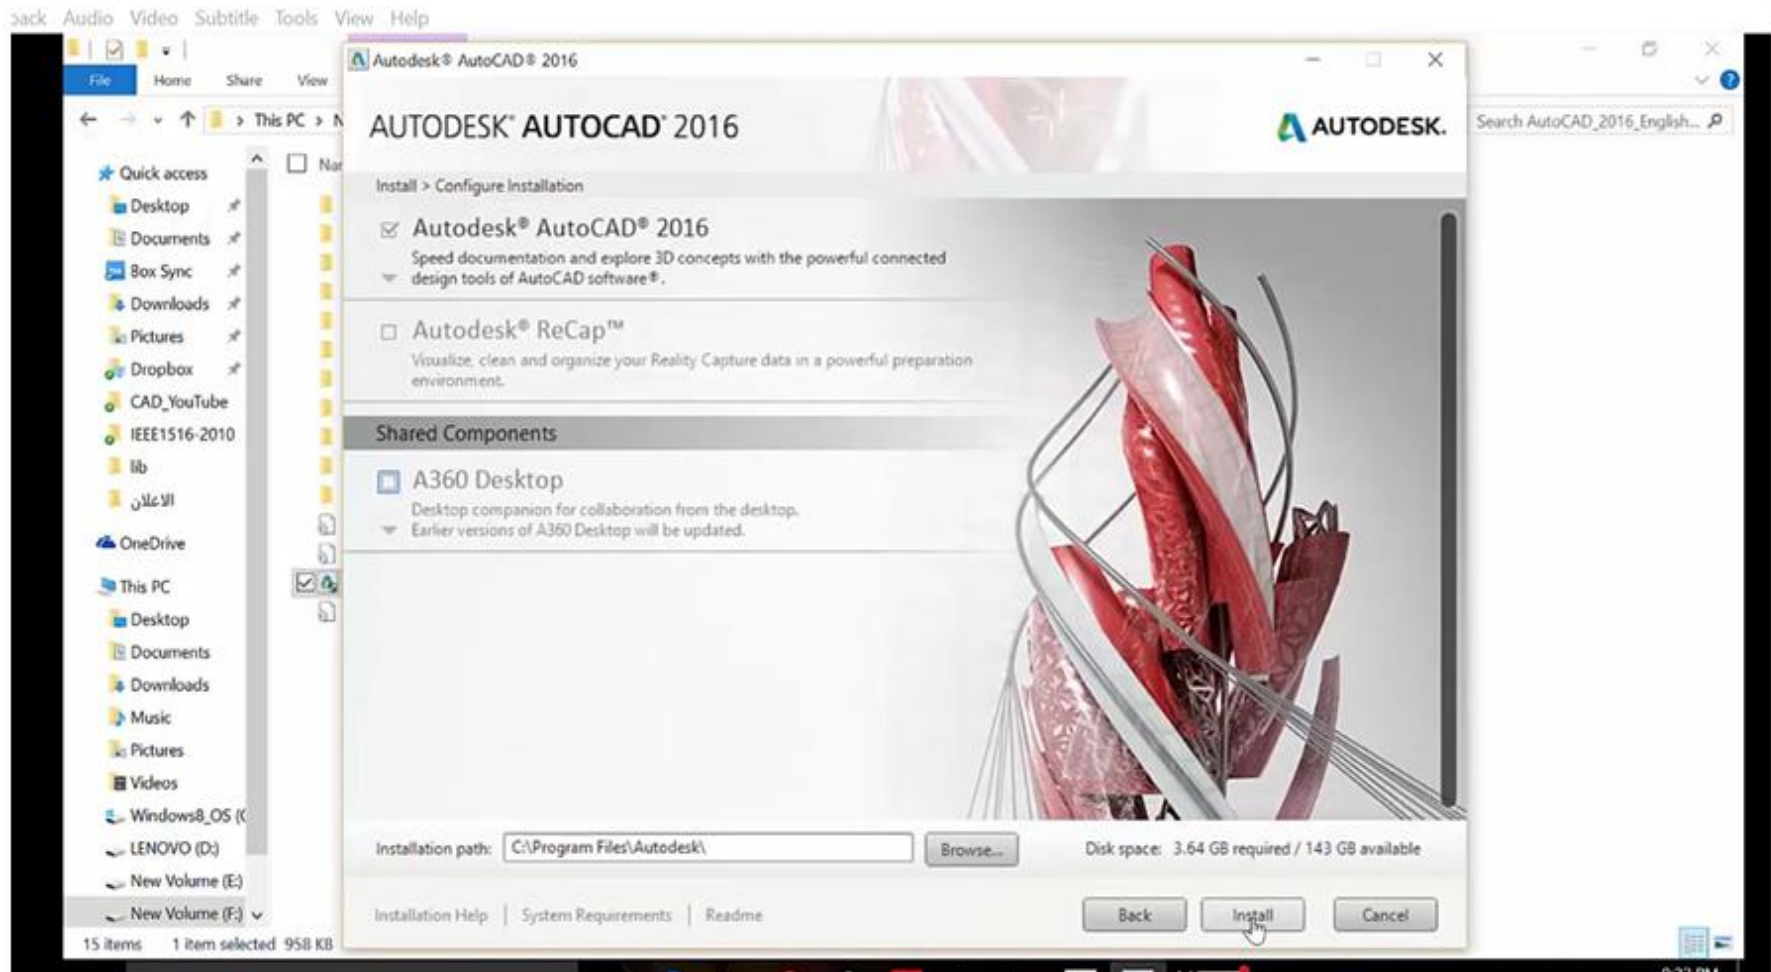 Audio Video Subtitle Tools View Help
File Home Share View
This PC
Search AutoCAD_2016_English...
Quick access
Desktop
Documents
Box Sync
Downloads
Pictures
Dropbox
CAD_YouTube
IEEE1516-2010
lib
الاعلان
OneDrive
This PC
Desktop
Documents
Downloads
Music
Pictures
Videos
Windows8_OS (C
LENOVO (D:)
New Volume (E:)
New Volume (F:)
15 items 1 item selected 958 KB
Autodesk® AutoCAD® 2016
AUTODESK® AUTOCAD® 2016
AUTODESK.
Install > Configure Installation
Autodesk® AutoCAD® 2016
Speed documentation and explore 3D concepts with the powerful connected
design tools of AutoCAD software®.
Autodesk® ReCap™
Visualize, clean and organize your Reality Capture data in a powerful preparation
environment.
Shared Components
A360 Desktop
Desktop companion for collaboration from the desktop.
Earlier versions of A360 Desktop will be updated.
Installation path: C:\Program Files\Autodesk\ Browse... Disk space: 3.64 GB required / 143 GB available
Installation Help | System Requirements | Readme Back Install Cancel